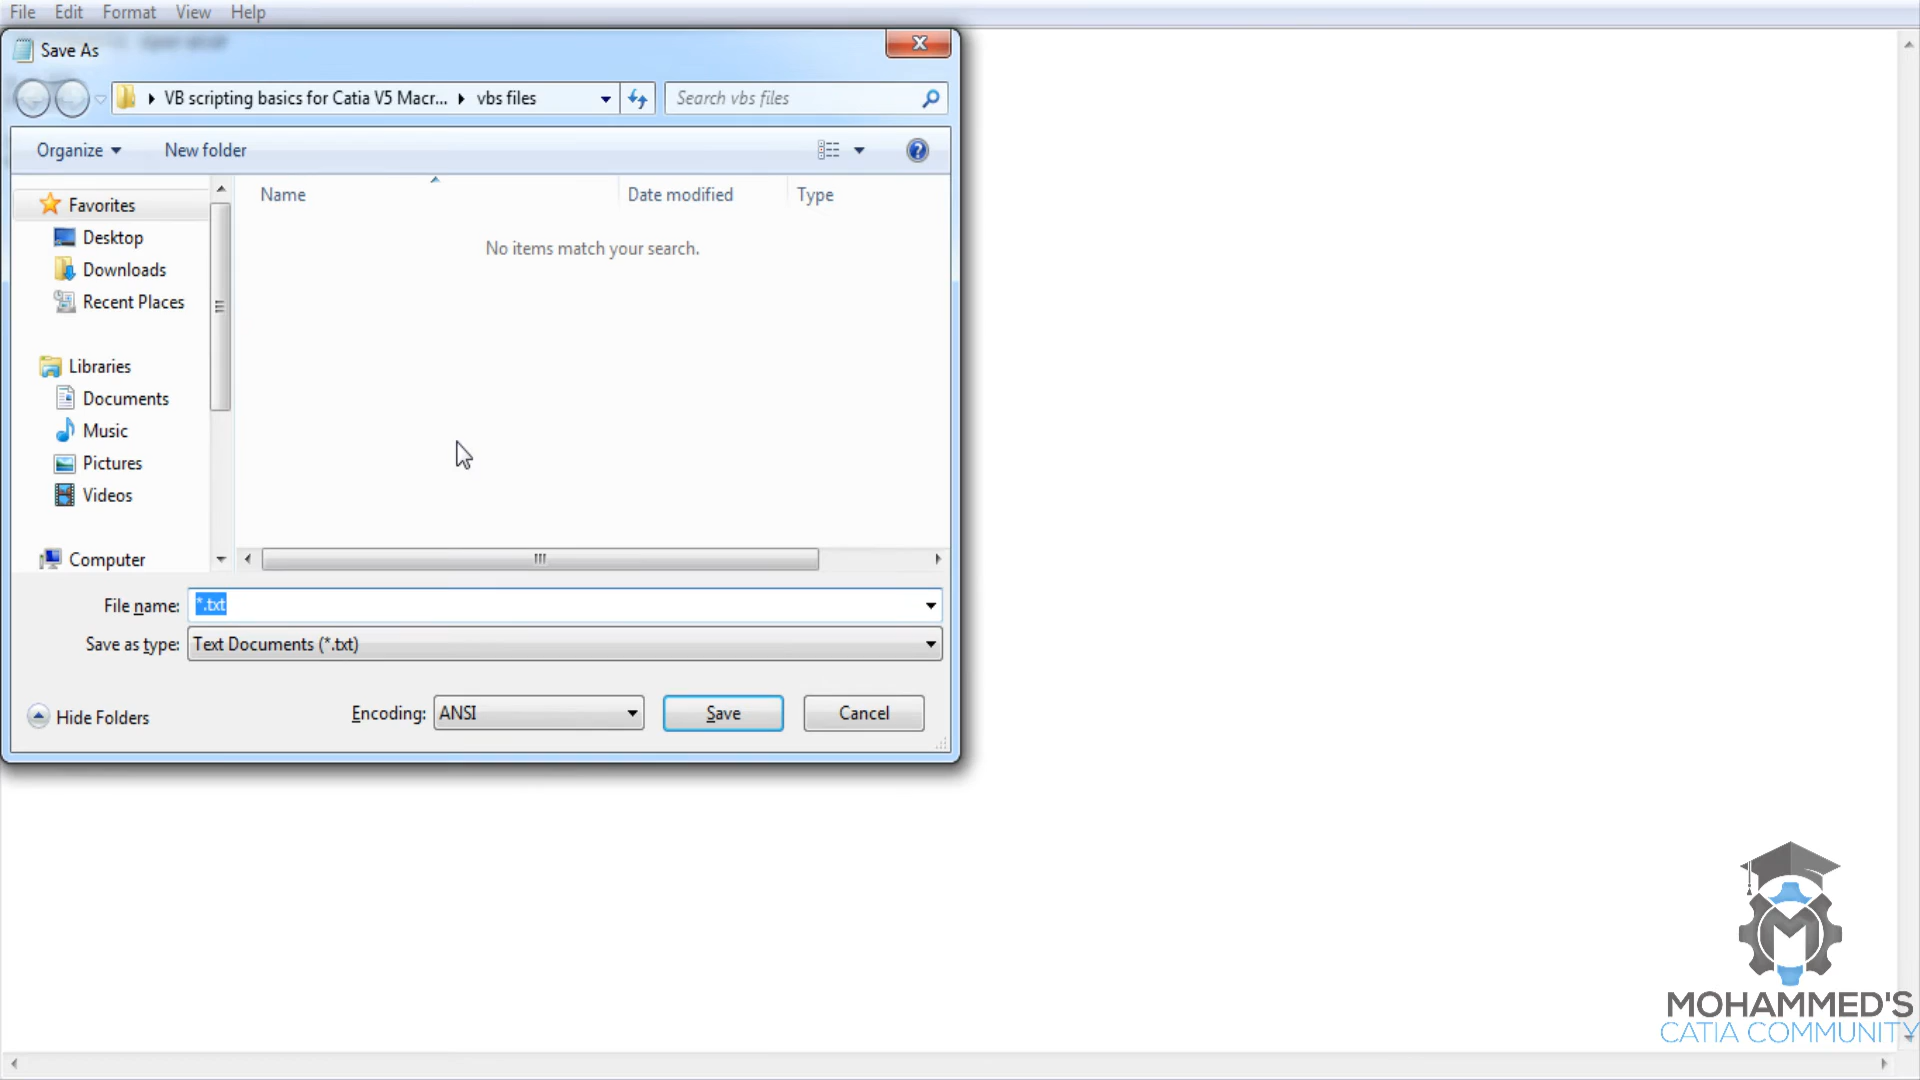 File Edit Format View Help
Save As
VB scripting basics for Catia V5 Macr... vbs files
Search vbs files
Organize New folder
Name Date modified Type
No items match your search.
Favorites
Desktop
Downloads
Recent Places
Libraries
Documents
Music
Pictures
Videos
Computer
File name: *.txt
Save as type: Text Documents (*.txt)
Hide Folders Encoding: ANSI Save Cancel
MOHAMMED'S
CATIA COMMUNITY